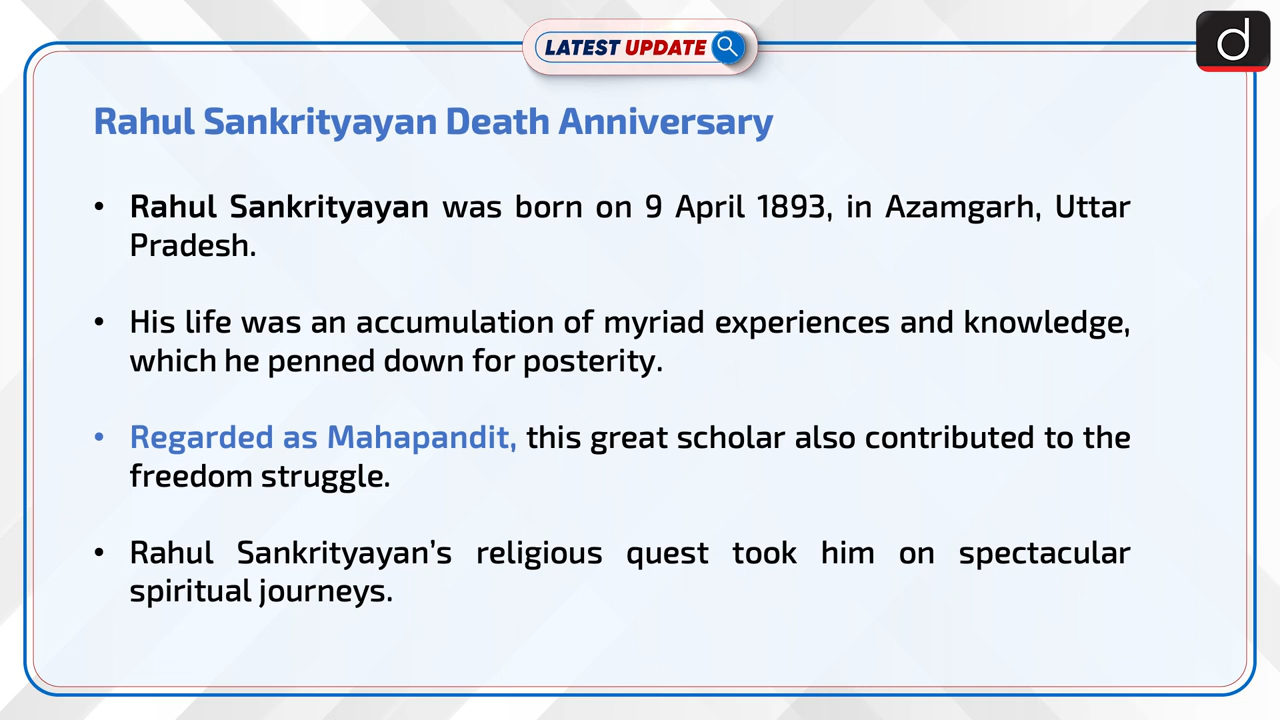 LATEST UPDATE
d
Rahul Sankrityayan Death Anniversary
• Rahul Sankrityayan was born on 9 April 1893, in Azamgarh, Uttar
Pradesh.
• His life was an accumulation of myriad experiences and knowledge,
which he penned down for posterity.
• Regarded as Mahapandit, this great scholar also contributed to the
freedom struggle.
• Rahul Sankrityayan’s religious quest took him on spectacular
spiritual journeys.